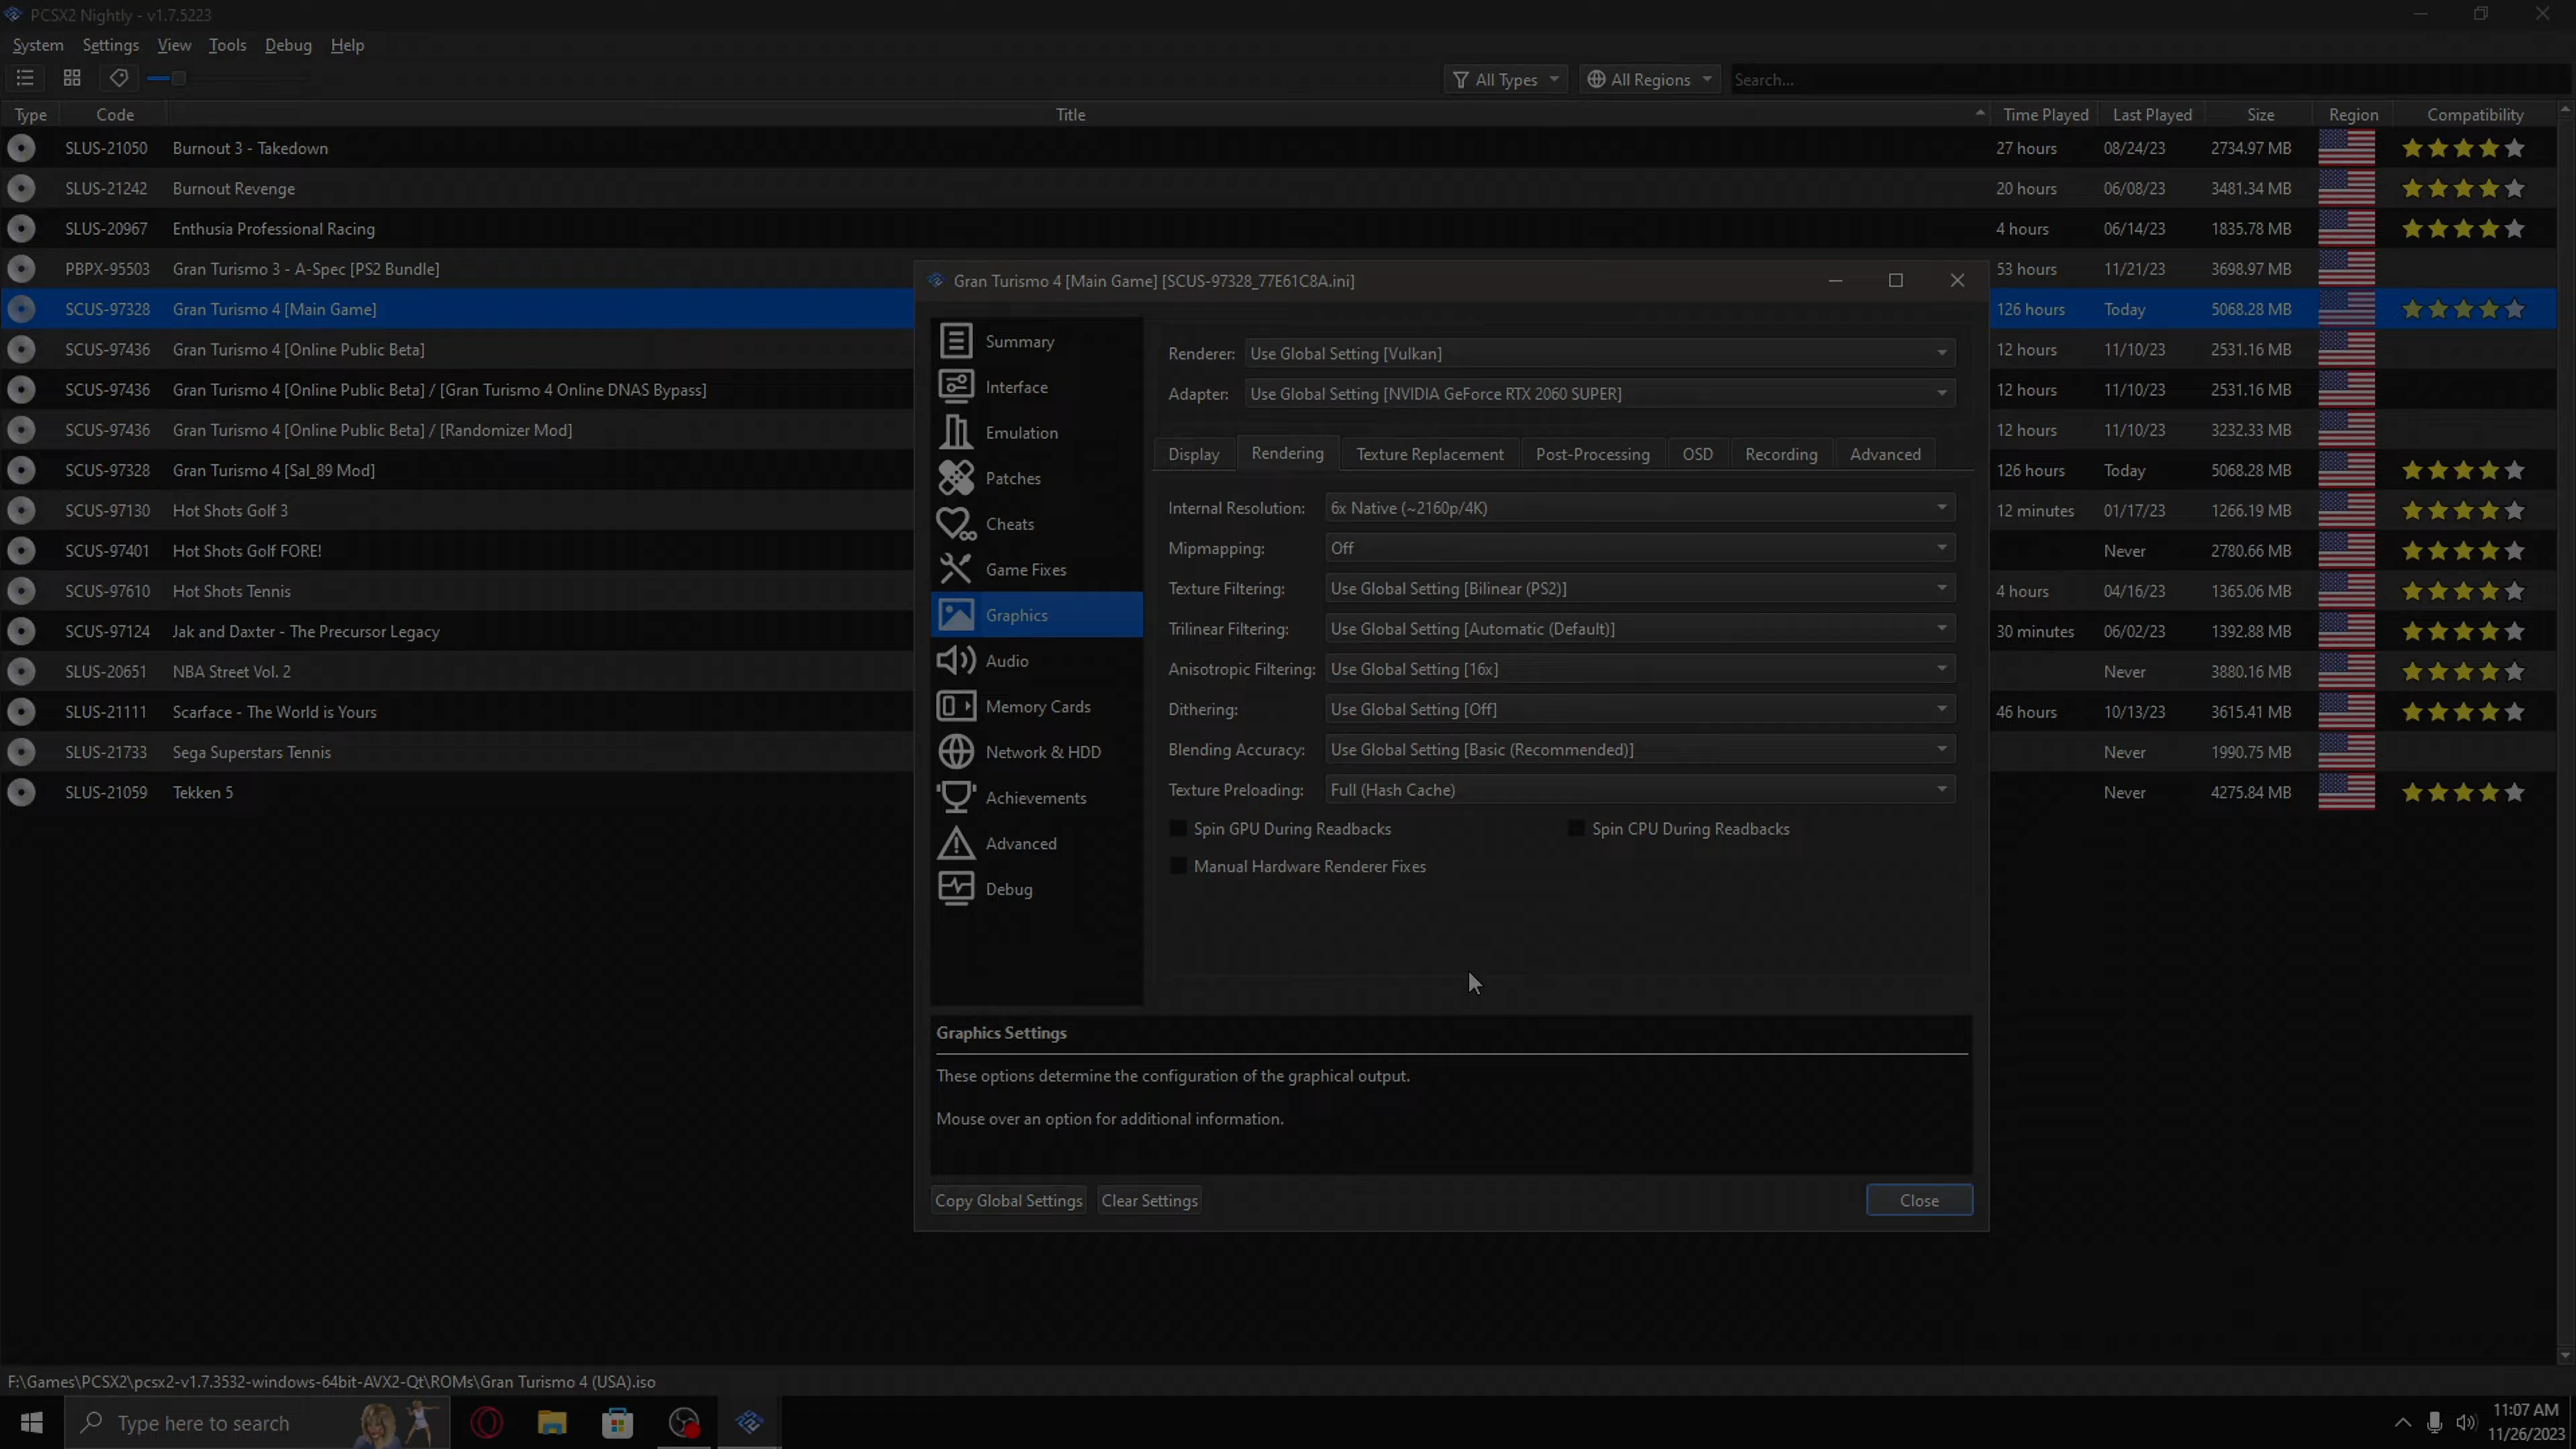 PCSX2 Nightly - v1.7.5223
System Settings View Tools Debug Help
All Types All Regions Search...
Type Code Title Time Played Last Played Size Region Compatibility
SLUS-21050 Burnout 3 - Takedown 27 hours 08/24/23 2734.97 MB
SLUS-21242 Burnout Revenge 20 hours 06/08/23 3481.34 MB
SLUS-20967 Enthusia Professional Racing 4 hours 06/14/23 1835.78 MB
PBPX-95503 Gran Turismo 3 - A-Spec [PS2 Bundle] 53 hours 11/21/23 3698.97 MB
SCUS-97328 Gran Turismo 4 [Main Game] 126 hours Today 5068.28 MB
SCUS-97436 Gran Turismo 4 [Online Public Beta] 12 hours 11/10/23 2531.16 MB
SCUS-97436 Gran Turismo 4 [Online Public Beta] / [Gran Turismo 4 Online DNAS Bypass] 12 hours 11/10/23 2531.16 MB
SCUS-97436 Gran Turismo 4 [Online Public Beta] / [Randomizer Mod] 12 hours 11/10/23 3232.33 MB
SCUS-97328 Gran Turismo 4 [Sal_89 Mod] 126 hours Today 5068.28 MB
SCUS-97130 Hot Shots Golf 3 12 minutes 01/17/23 1266.19 MB
SCUS-97401 Hot Shots Golf FORE! Never 2780.66 MB
SCUS-97610 Hot Shots Tennis 4 hours 04/16/23 1365.06 MB
SCUS-97124 Jak and Daxter - The Precursor Legacy 30 minutes 06/02/23 1392.88 MB
SLUS-20651 NBA Street Vol. 2 Never 3880.16 MB
SLUS-21111 Scarface - The World is Yours 46 hours 10/13/23 3615.41 MB
SLUS-21733 Sega Superstars Tennis Never 1990.75 MB
SLUS-21059 Tekken 5 Never 4275.84 MB
Gran Turismo 4 [Main Game] [SCUS-97328_77E61C8A.ini]
Summary
Interface
Emulation
Patches
Cheats
Game Fixes
Graphics
Audio
Memory Cards
Network & HDD
Achievements
Advanced
Debug
Renderer: Use Global Setting [Vulkan]
Adapter: Use Global Setting [NVIDIA GeForce RTX 2060 SUPER]
Display Rendering Texture Replacement Post-Processing OSD Recording Advanced
Internal Resolution: 6x Native (~2160p/4K)
Mipmapping: Off
Texture Filtering: Use Global Setting [Bilinear (PS2)]
Trilinear Filtering: Use Global Setting [Automatic (Default)]
Anisotropic Filtering: Use Global Setting [16x]
Dithering: Use Global Setting [Off]
Blending Accuracy: Use Global Setting [Basic (Recommended)]
Texture Preloading: Full (Hash Cache)
Spin GPU During Readbacks Spin CPU During Readbacks
Manual Hardware Renderer Fixes
Graphics Settings
These options determine the configuration of the graphical output.
Mouse over an option for additional information.
Copy Global Settings Clear Settings Close
F:\Games\PCSX2\pcsx2-v1.7.3532-windows-64bit-AVX2-Qt\ROMs\Gran Turismo 4 (USA).iso
Type here to search
11:07 AM
11/26/2023